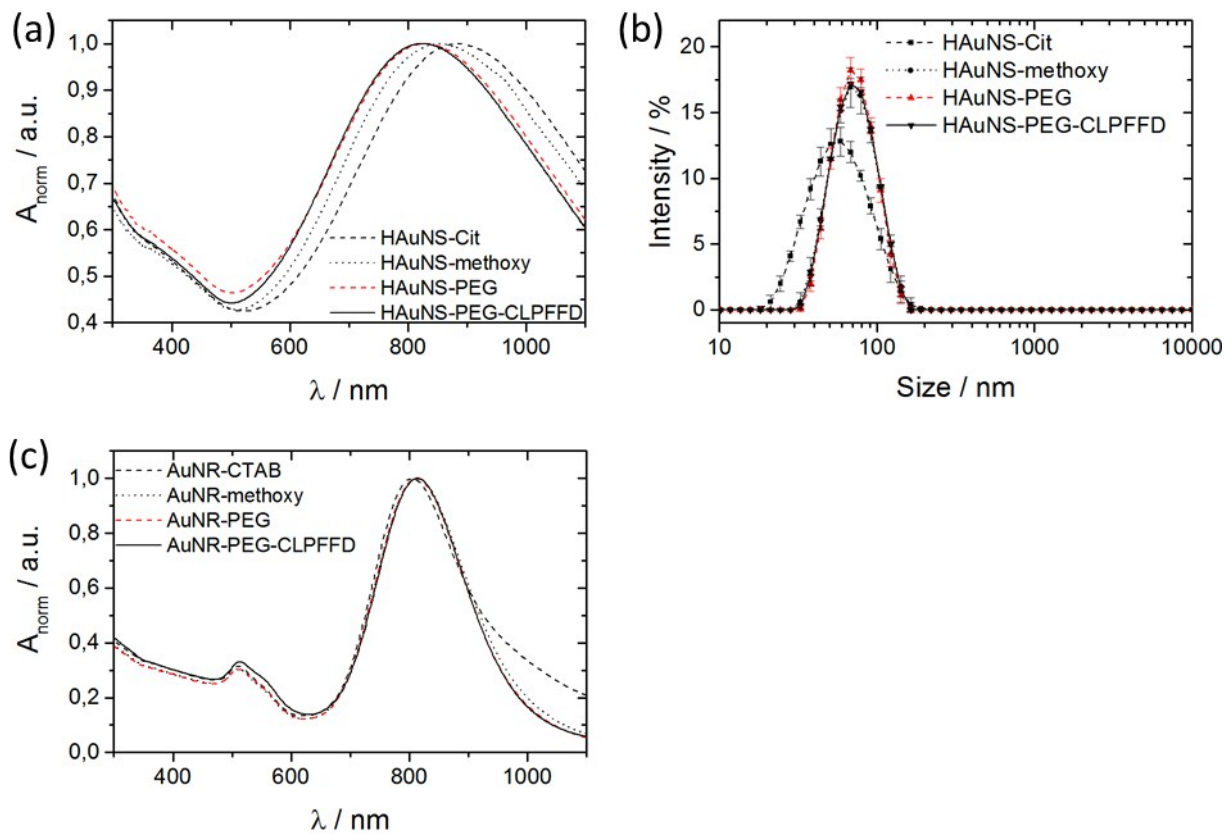 (a)
1,0
0,9
0,8
0,7
0,6
0,5
0,4
A norm / a.u.
HAuNS-Cit
HAuNS-methoxy
HAuNS-PEG
HAuNS-PEG-CLPFFD
400 600 800 1000
λ / nm
(b)
20
15
10
5
0
Intensity / %
HAuNS-Cit
HAuNS-methoxy
HAuNS-PEG
HAuNS-PEG-CLPFFD
10 100 1000 10000
Size / nm
(c)
1,0
0,8
0,6
0,4
0,2
0,0
A norm / a.u.
AuNR-CTAB
AuNR-methoxy
AuNR-PEG
AuNR-PEG-CLPFFD
400 600 800 1000
λ / nm